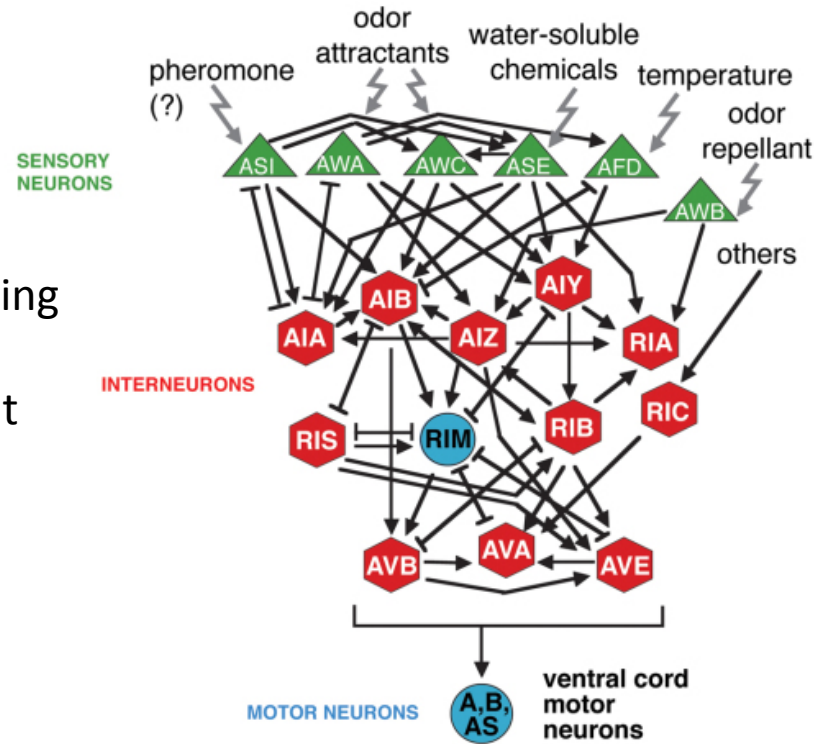 odor
attractants
water-soluble
chemicals
pheromone
(?)
temperature
odor
repellant
SENSORY
NEURONS
ASI
AWA
AWC
ASE
AFD
AWB
others
ing
AIB
AIY
AIA
AIZ
RIA
t
INTERNEURONS
RIC
RIS
RIM
RIB
AVB
AVA
AVE
MOTOR NEURONS
A,B,
AS
ventral cord
motor
neurons